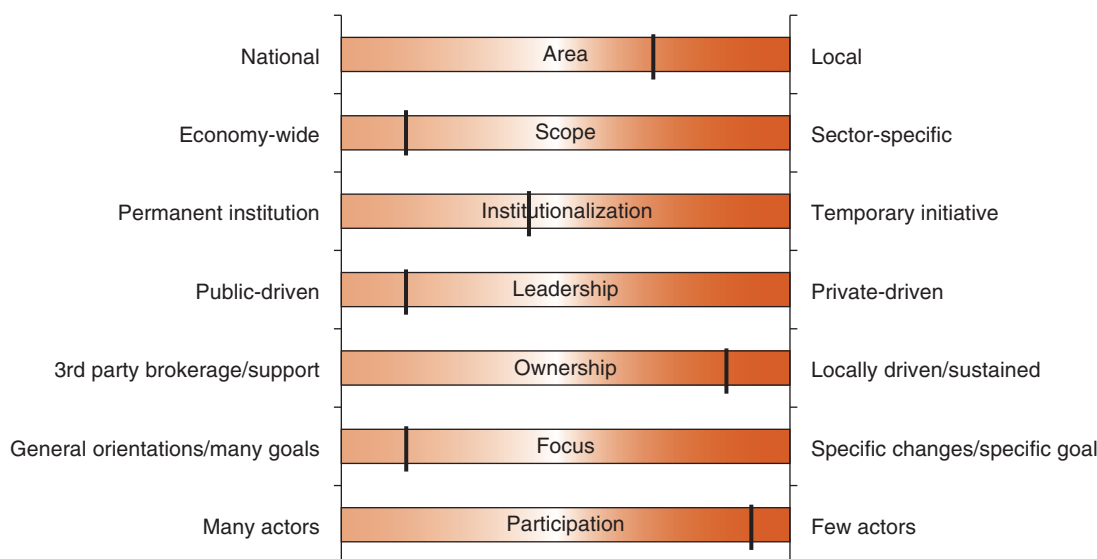 National Area Local
Economy-wide Scope Sector-specific
Permanent institution Institutionalization Temporary initiative
Public-driven Leadership Private-driven
3rd party brokerage/support Ownership Locally driven/sustained
General orientations/many goals Focus Specific changes/specific goal
Many actors Participation Few actors